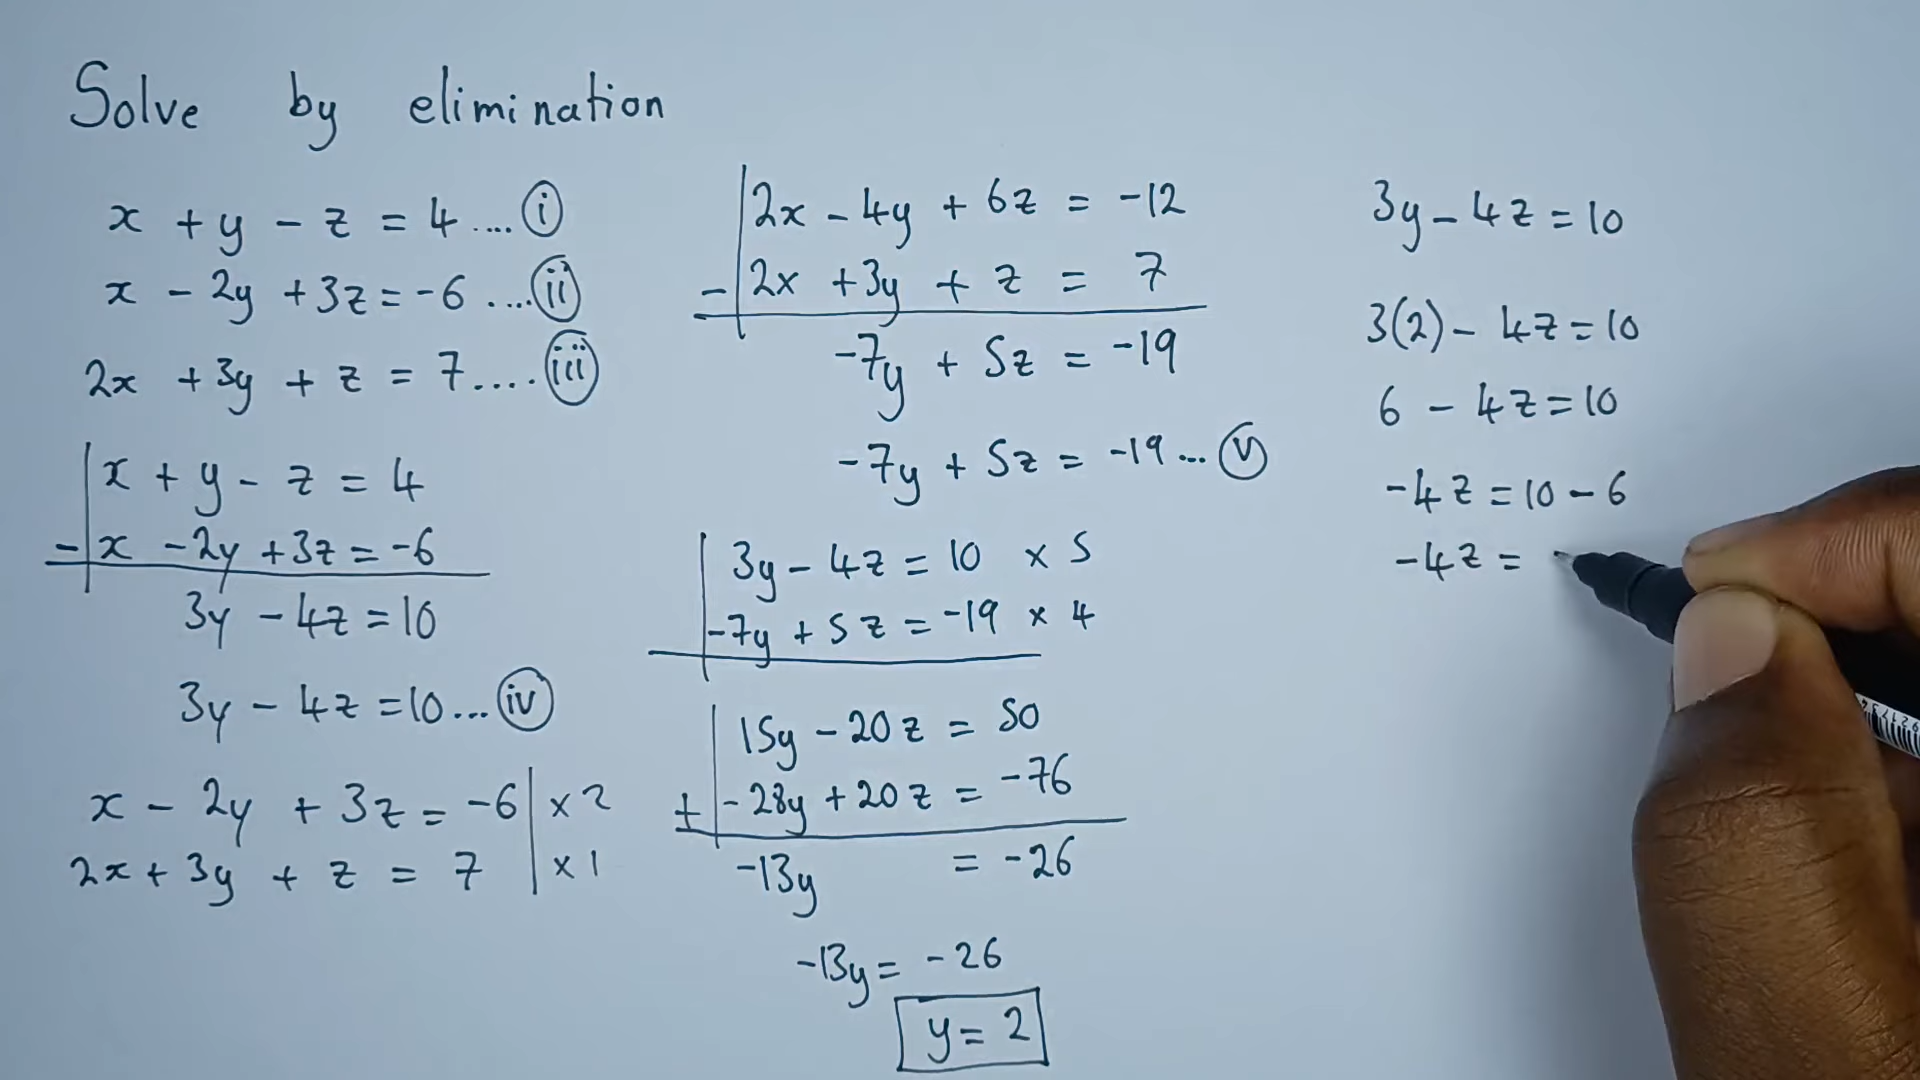 Solve by elimination
x + y - z = 4 .... (i)
x - 2y + 3z = -6 .... (ii)
2x + 3y + z = 7 .... (iii)
x + y - z = 4
- x - 2y + 3z = -6
3y - 4z = 10
3y - 4z = 10 ... (iv)
x - 2y + 3z = -6 | x 2
2x + 3y + z = 7 | x 1
2x - 4y + 6z = -12
- 2x + 3y + z = 7
-7y + 5z = -19
-7y + 5z = -19 ... (v)
3y - 4z = 10 x 5
-7y + 5z = -19 x 4
15y - 20z = 50
+ -28y + 20z = -76
-13y = -26
-13y = -26
y = 2
3y - 4z = 10
3(2) - 4z = 10
6 - 4z = 10
-4z = 10 - 6
-4z =